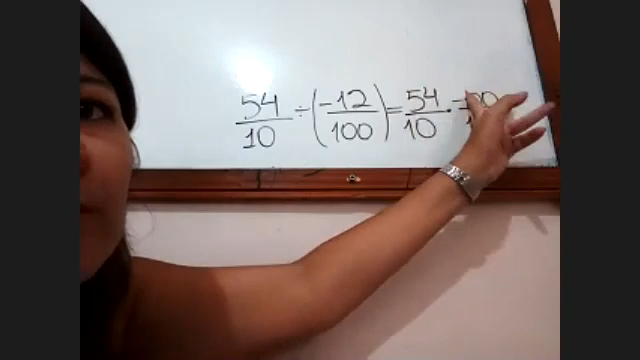 54/10 ÷ (-12/100) = 54/10 · -